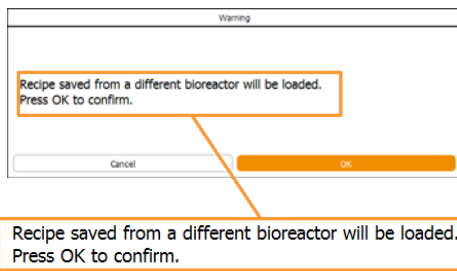 Warning
Recipe saved from a different bioreactor will be loaded.
Press OK to confirm.
Cancel
OK
Recipe saved from a different bioreactor will be loaded.
Press OK to confirm.